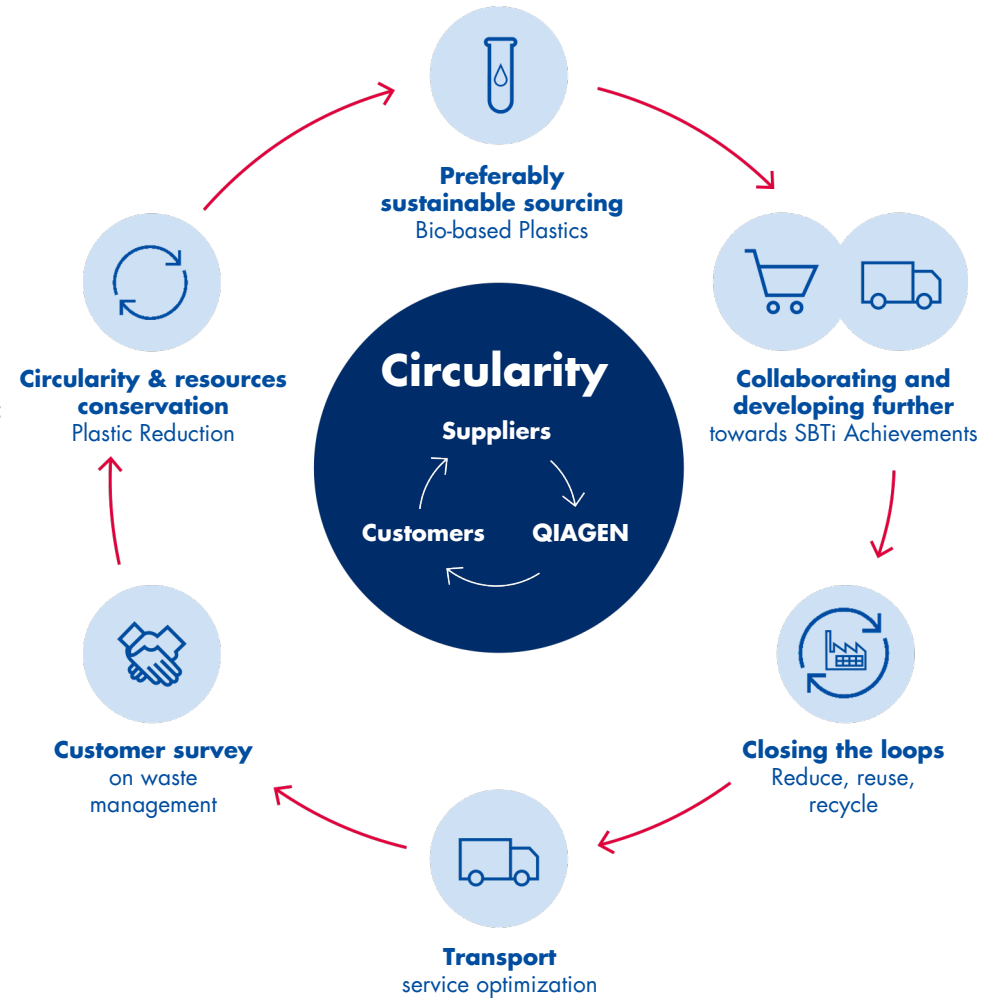 Preferably
sustainable sourcing
Bio-based Plastics
Collaborating and
developing further
towards SBTi Achievements
Closing the loops
Reduce, reuse,
recycle
Transport
service optimization
Customer survey
on waste
management
Circularity & resources
conservation
Plastic Reduction
Circularity
Suppliers
QIAGEN
Customers